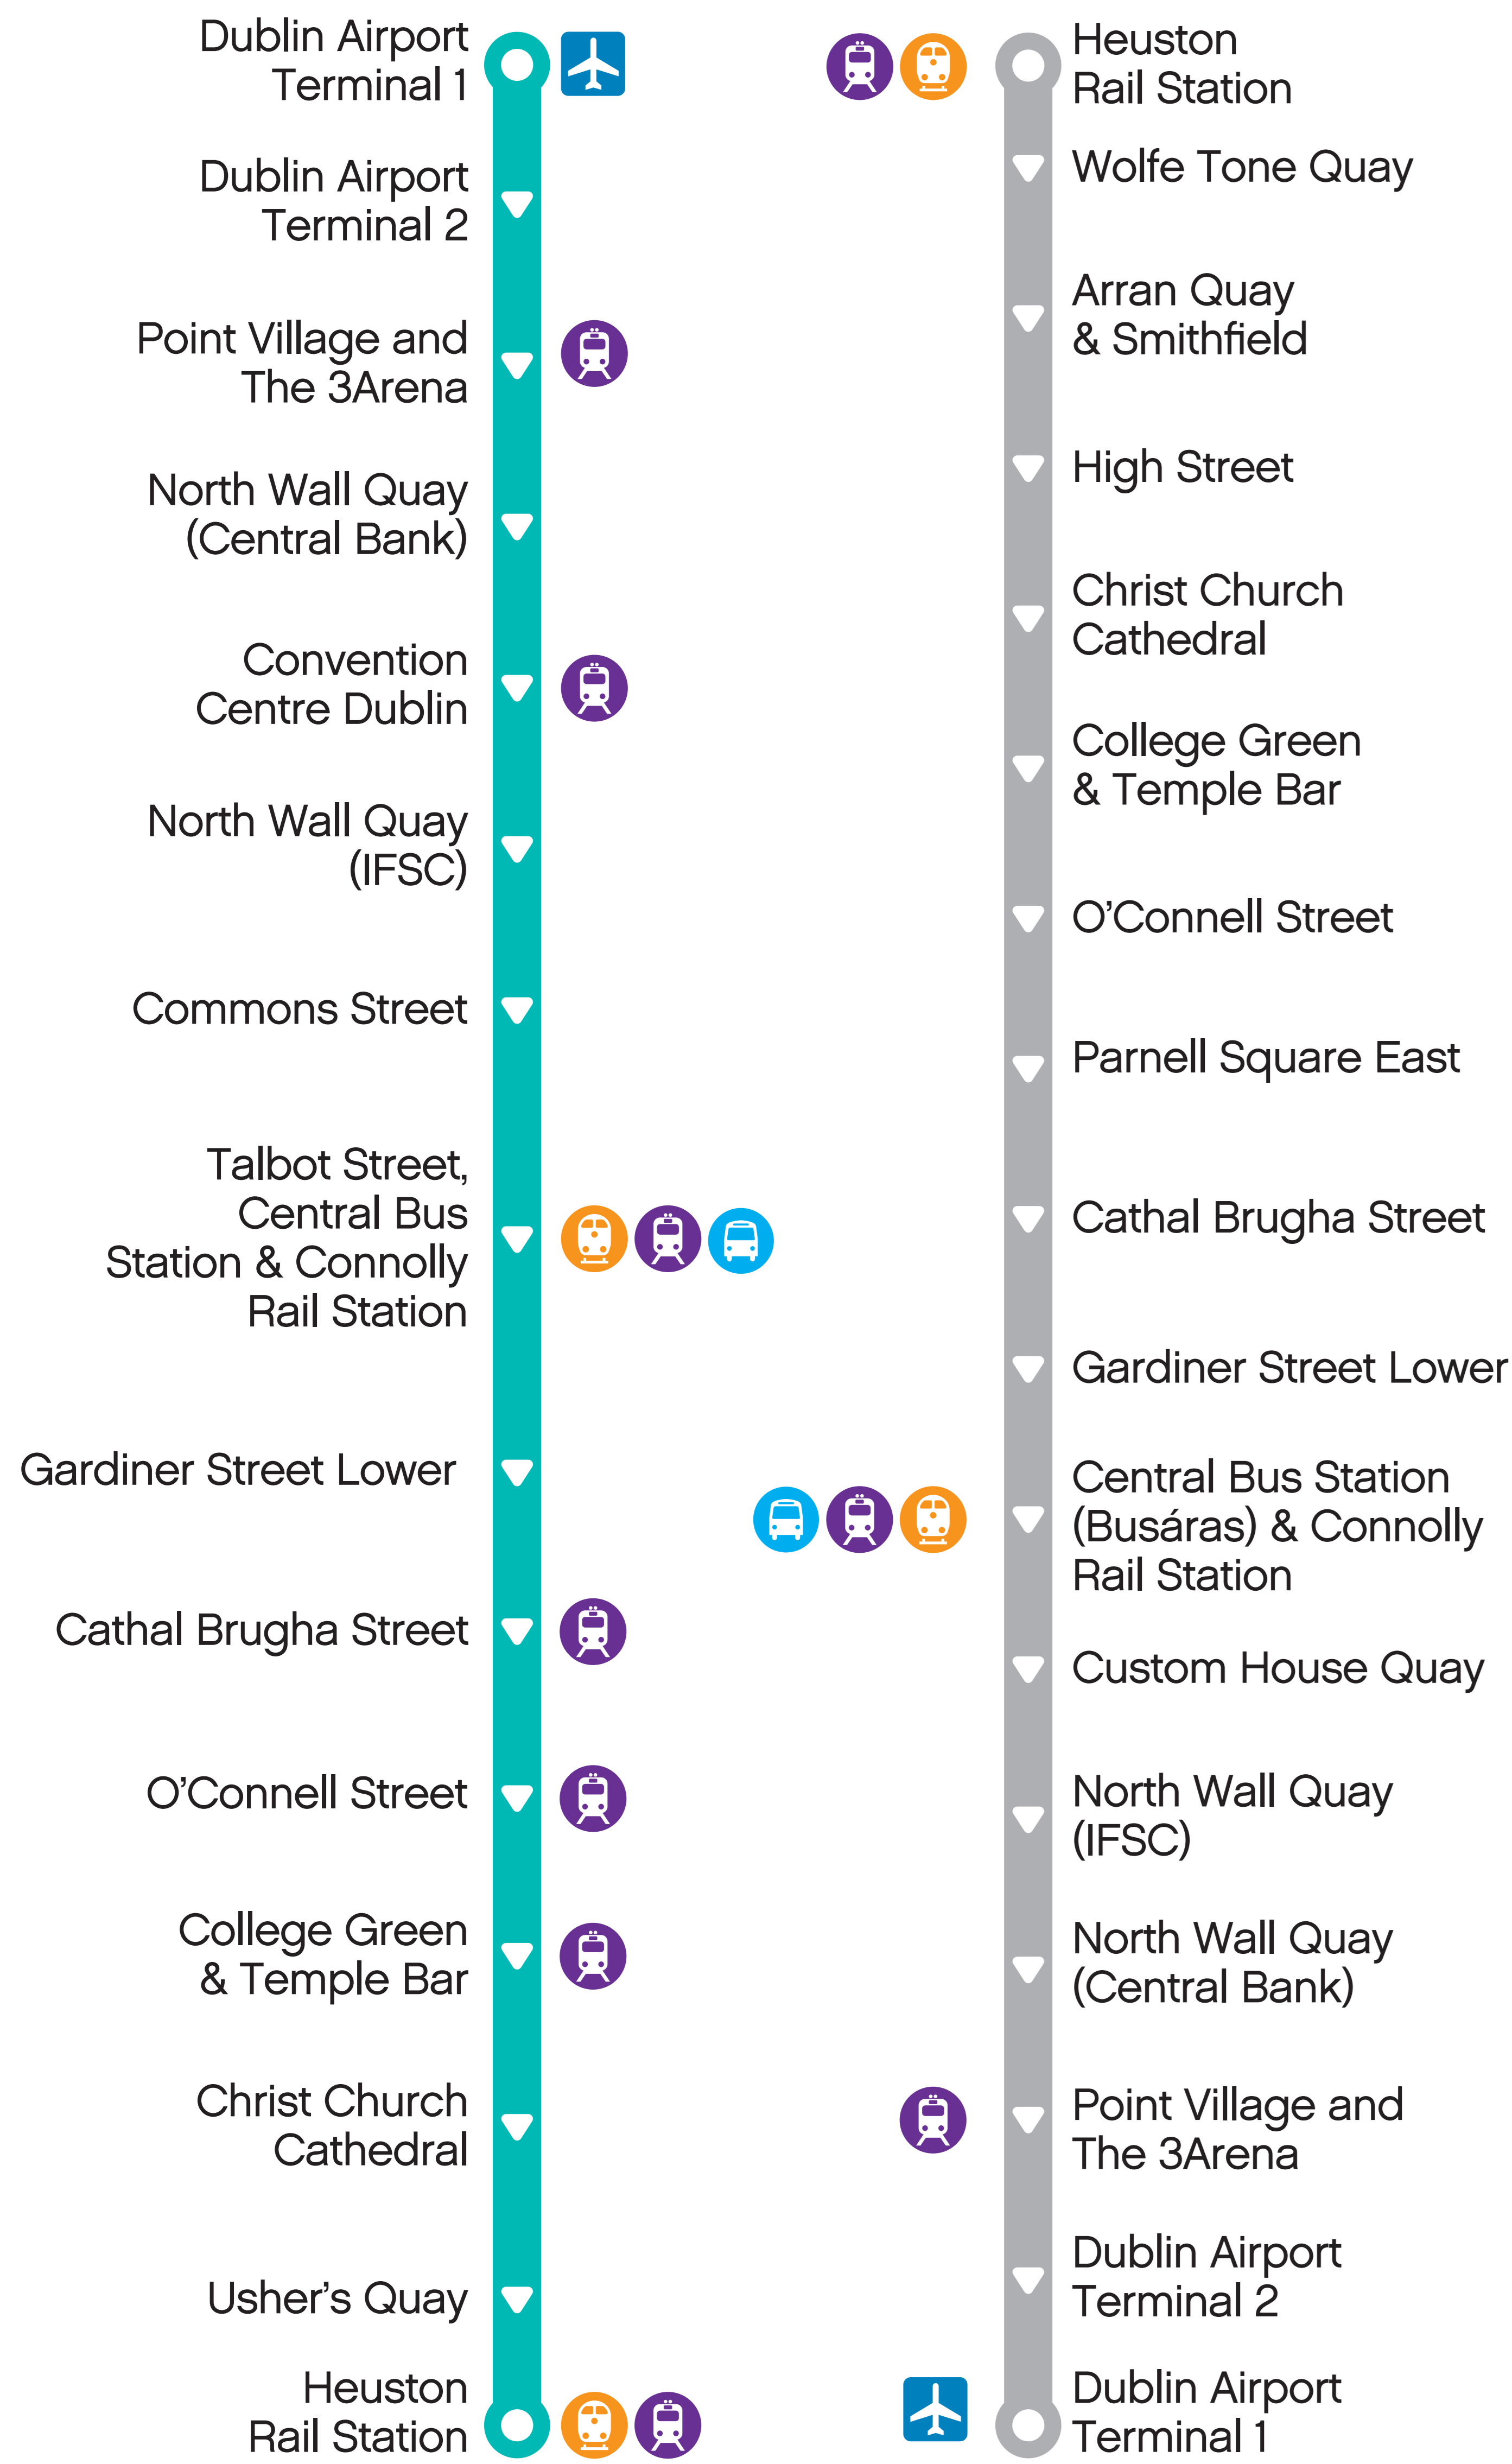 Dublin Airport
Terminal 1
Dublin Airport
Terminal 2
Point Village and
The 3Arena
North Wall Quay
(Central Bank)
Convention
Centre Dublin
North Wall Quay
(IFSC)
Commons Street
Talbot Street,
Central Bus
Station & Connolly
Rail Station
Gardiner Street Lower
Cathal Brugha Street
O’Connell Street
College Green
& Temple Bar
Christ Church
Cathedral
Usher’s Quay
Heuston
Rail Station
Heuston
Rail Station
Wolfe Tone Quay
Arran Quay
& Smithfield
High Street
Christ Church
Cathedral
College Green
& Temple Bar
O’Connell Street
Parnell Square East
Cathal Brugha Street
Gardiner Street Lower
Central Bus Station
(Busáras) & Connolly
Rail Station
Custom House Quay
North Wall Quay
(IFSC)
North Wall Quay
(Central Bank)
Point Village and
The 3Arena
Dublin Airport
Terminal 2
Dublin Airport
Terminal 1